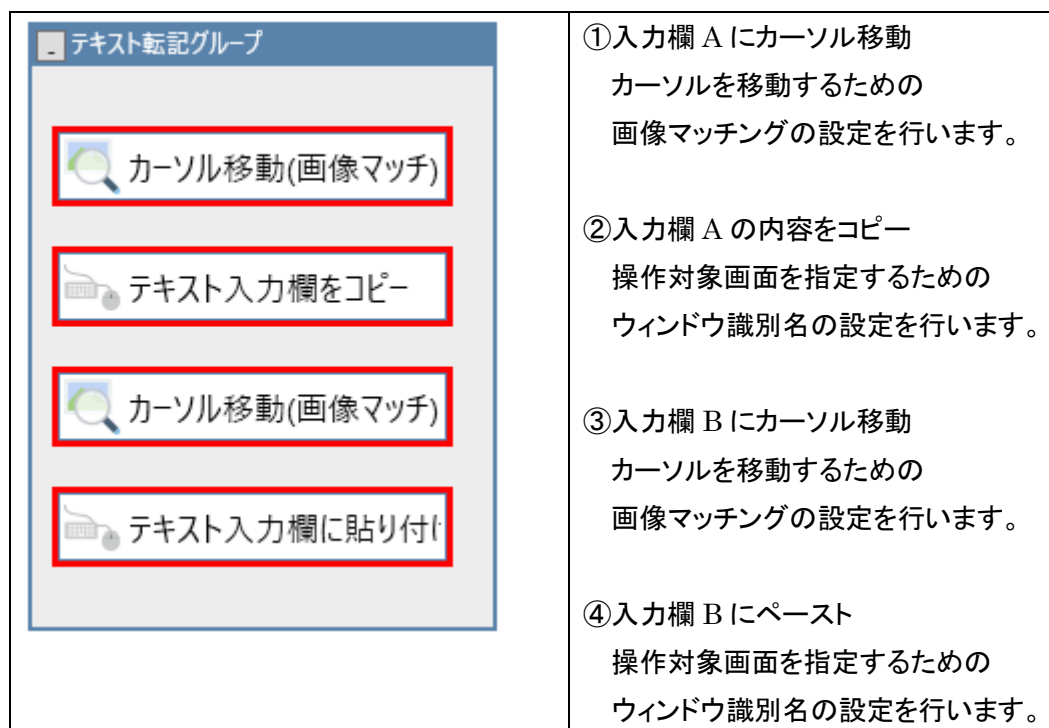 テキスト転記グループ
カーソル移動(画像マッチ)
テキスト入力欄をコピー
カーソル移動(画像マッチ)
テキスト入力欄に貼り付け
①入力欄 A にカーソル移動
カーソルを移動するための
画像マッチングの設定を行います。
②入力欄 A の内容をコピー
操作対象画面を指定するための
ウィンドウ識別名の設定を行います。
③入力欄 B にカーソル移動
カーソルを移動するための
画像マッチングの設定を行います。
④入力欄 B にペースト
操作対象画面を指定するための
ウィンドウ識別名の設定を行います。